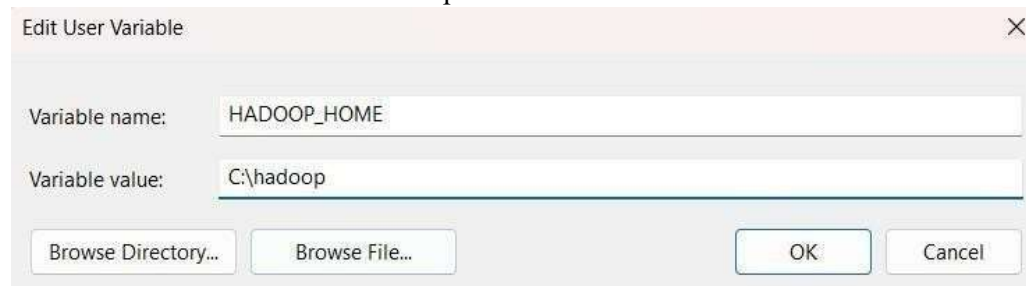 Edit User Variable
Variable name: HADOOP_HOME
Variable value: C:\hadoop
Browse Directory... Browse File... OK Cancel